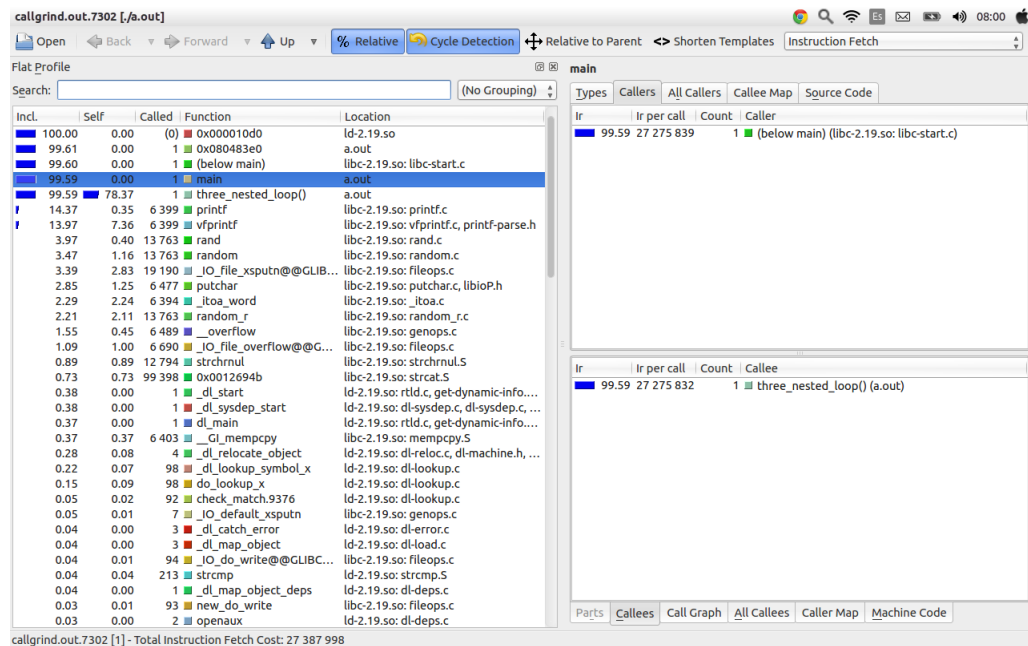 callgrind.out.7302 [./a.out] Es 08:00
Open Back Forward Up % Relative Cycle Detection Relative to Parent <> Shorten Templates Instruction Fetch
Flat Profile
Search: (No Grouping)
Incl. Self Called Function Location
100.00 0.00 (0) 0x000010d0 ld-2.19.so
99.61 0.00 1 0x080483e0 a.out
99.60 0.00 1 (below main) libc-2.19.so: libc-start.c
99.59 0.00 1 main a.out
99.59 78.37 1 three_nested_loop() a.out
14.37 0.35 6 399 printf libc-2.19.so: printf.c
13.97 7.36 6 399 vfprintf libc-2.19.so: vfprintf.c, printf-parse.h
3.97 0.40 13 763 rand libc-2.19.so: rand.c
3.47 1.16 13 763 random libc-2.19.so: random.c
3.39 2.83 19 190 _IO_file_xsputn@@GLIB... libc-2.19.so: fileops.c
2.85 1.25 6 477 putchar libc-2.19.so: putchar.c, libioP.h
2.29 2.24 6 394 _itoa_word libc-2.19.so: _itoa.c
2.21 2.11 13 763 random_r libc-2.19.so: random_r.c
1.55 0.45 6 489 __overflow libc-2.19.so: genops.c
1.09 1.00 6 690 _IO_file_overflow@@G... libc-2.19.so: fileops.c
0.89 0.89 12 794 strchrnul libc-2.19.so: strchrnul.S
0.73 0.73 99 398 0x0012694b libc-2.19.so: strcat.S
0.38 0.00 1 _dl_start ld-2.19.so: rtld.c, get-dynamic-info....
0.38 0.00 1 _dl_sysdep_start ld-2.19.so: dl-sysdep.c, dl-sysdep.c, ...
0.37 0.00 1 dl_main ld-2.19.so: rtld.c, get-dynamic-info....
0.37 0.37 6 403 __GI_mempcpy libc-2.19.so: mempcpy.S
0.28 0.08 4 _dl_relocate_object ld-2.19.so: dl-reloc.c, dl-machine.h, ...
0.22 0.07 98 _dl_lookup_symbol_x ld-2.19.so: dl-lookup.c
0.15 0.09 98 do_lookup_x ld-2.19.so: dl-lookup.c
0.05 0.02 92 check_match.9376 ld-2.19.so: dl-lookup.c
0.05 0.01 7 _IO_default_xsputn libc-2.19.so: genops.c
0.04 0.00 3 _dl_catch_error ld-2.19.so: dl-error.c
0.04 0.00 3 _dl_map_object ld-2.19.so: dl-load.c
0.04 0.01 94 _IO_do_write@@GLIBC... libc-2.19.so: fileops.c
0.04 0.04 213 strcmp ld-2.19.so: strcmp.S
0.04 0.00 1 _dl_map_object_deps ld-2.19.so: dl-deps.c
0.03 0.01 93 new_do_write libc-2.19.so: fileops.c
0.03 0.00 2 openaux ld-2.19.so: dl-deps.c
main
Types Callers All Callers Callee Map Source Code
Ir Ir per call Count Caller
99.59 27 275 839 1 (below main) (libc-2.19.so: libc-start.c)
Ir Ir per call Count Callee
99.59 27 275 832 1 three_nested_loop() (a.out)
Parts Callees Call Graph All Callees Caller Map Machine Code
callgrind.out.7302 [1] - Total Instruction Fetch Cost: 27 387 998